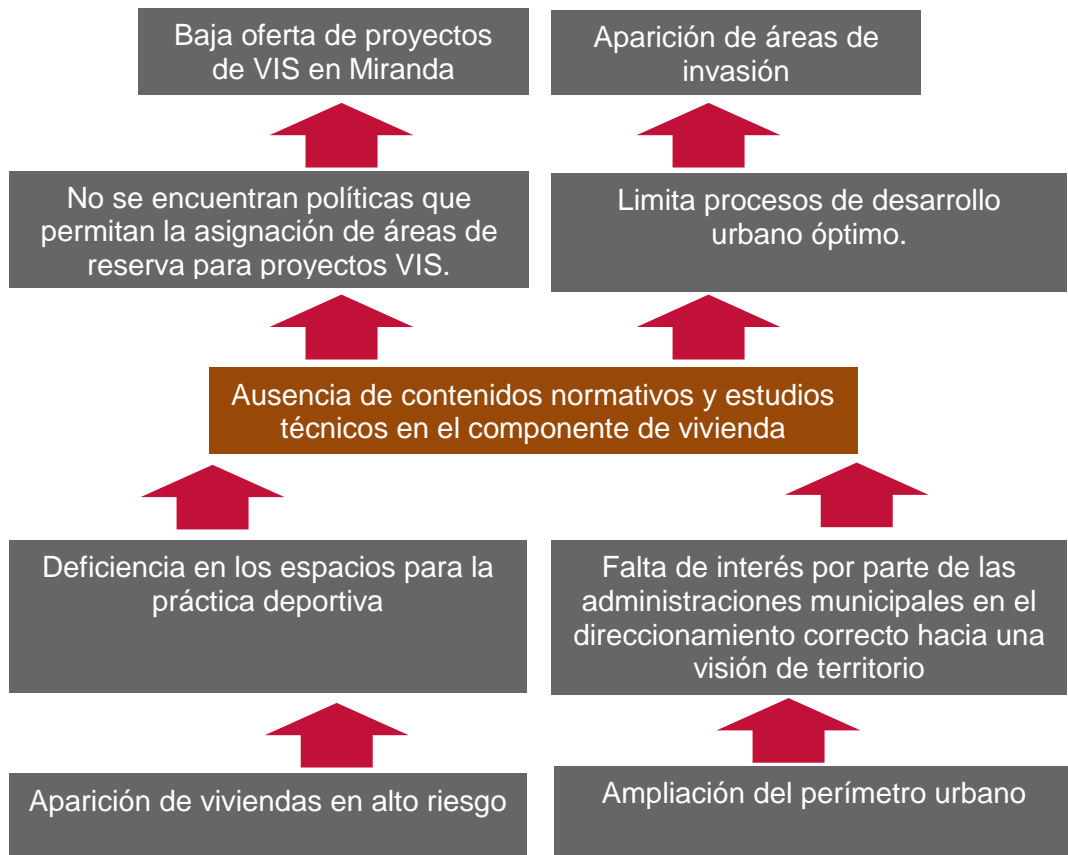 Baja oferta de proyectos
de VIS en Miranda
Aparición de áreas de
invasión
No se encuentran políticas que
permitan la asignación de áreas de
reserva para proyectos VIS.
Limita procesos de desarrollo
urbano óptimo.
Ausencia de contenidos normativos y estudios
técnicos en el componente de vivienda
Deficiencia en los espacios para la
práctica deportiva
Falta de interés por parte de las
administraciones municipales en el
direccionamiento correcto hacia una
visión de territorio
Aparición de viviendas en alto riesgo
Ampliación del perímetro urbano